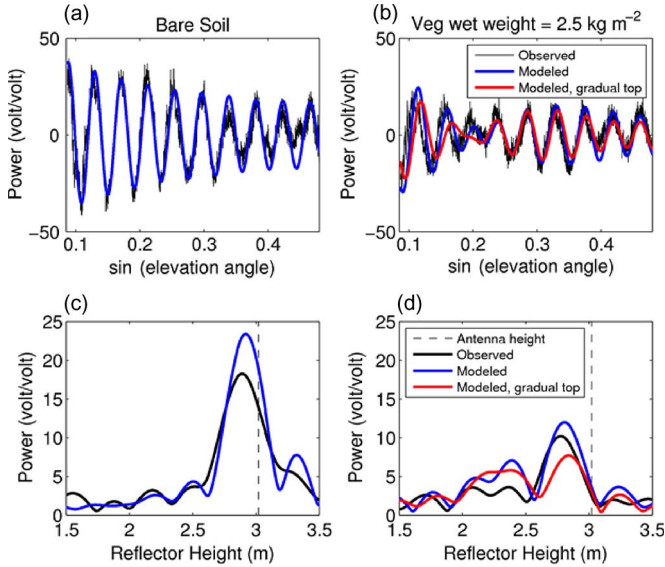 (a)
Bare Soil
50
0
−50
Power (volt/volt)
0.1
0.2
0.3
0.4
sin (elevation angle)
(b)
Veg wet weight = 2.5 kg m−2
Observed
Modeled
Modeled, gradual top
50
0
−50
Power (volt/volt)
0.1
0.2
0.3
0.4
sin (elevation angle)
(c)
25
20
15
10
5
0
Power (volt/volt)
1.5
2
2.5
3
3.5
Reflector Height (m)
(d)
Antenna height
Observed
Modeled
Modeled, gradual top
25
20
15
10
5
0
Power (volt/volt)
1.5
2
2.5
3
3.5
Reflector Height (m)